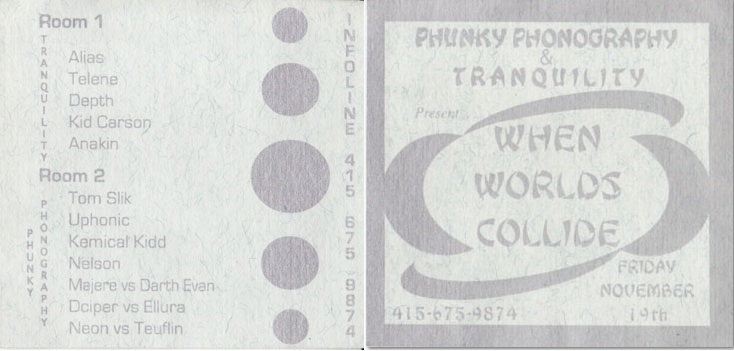 Room 1
TRANQUILITY
Alias
Telene
Depth
Kid Carson
Anakin
Room 2
PHUNKY
PHONOGRAPHY
Tom Slik
Uphonic
Kemical Kidd
Nelson
Majere vs Darth Evan
Dciper vs Ellura
Neon vs Teuflin
INFOLINE 415 675 9874
PHUNKY PHONOGRAPHY
&
TRANQUILITY
Present...
WHEN
WORLDS
COLLIDE
FRIDAY
NOVEMBER
19th
415-675-9874